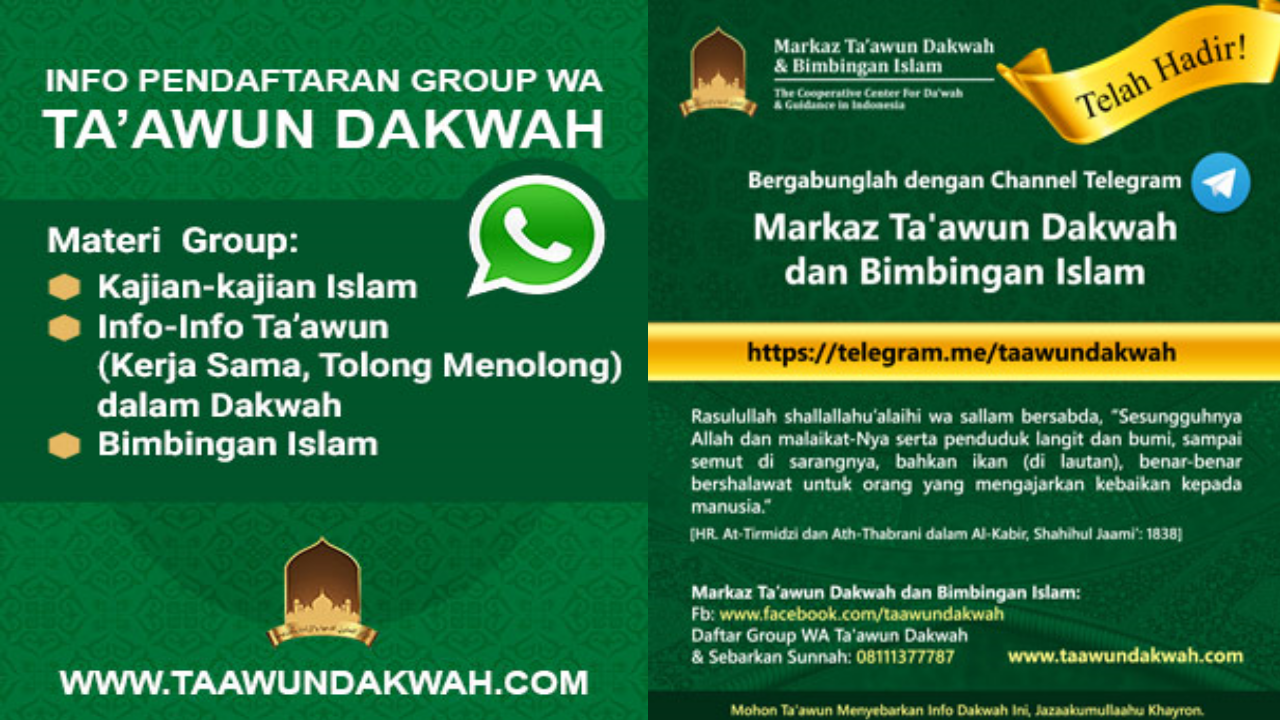 INFO PENDAFTARAN GROUP WA
TA'AWUN DAKWAH
Materi Group:
Kajian-kajian Islam
Info-Info Ta'awun
(Kerja Sama, Tolong Menolong)
dalam Dakwah
Bimbingan Islam
WWW.TAAWUNDAKWAH.COM
Markaz Ta'awun Dakwah
& Bimbingan Islam
The Cooperative Center For Da'wah
& Guidance in Indonesia
Telah Hadir!
Bergabunglah dengan Channel Telegram
Markaz Ta'awun Dakwah
dan Bimbingan Islam
https://telegram.me/taawundakwah
Rasulullah shallallahu'alaihi wa sallam bersabda, "Sesungguhnya
Allah dan malaikat-Nya serta penduduk langit dan bumi, sampai
semut di sarangnya, bahkan ikan (di lautan), benar-benar
bershalawat untuk orang yang mengajarkan kebaikan kepada
manusia."
[HR. At-Tirmidzi dan Ath-Thabrani dalam Al-Kabir, Shahihul Jaami': 1838]
Markaz Ta'awun Dakwah dan Bimbingan Islam:
Fb: www.facebook.com/taawundakwah
Daftar Group WA Ta'awun Dakwah
& Sebarkan Sunnah: 08111377787
www.taawundakwah.com
Mohon Ta'awun Menyebarkan Info Dakwah Ini, Jazaakumullaahu Khayron.